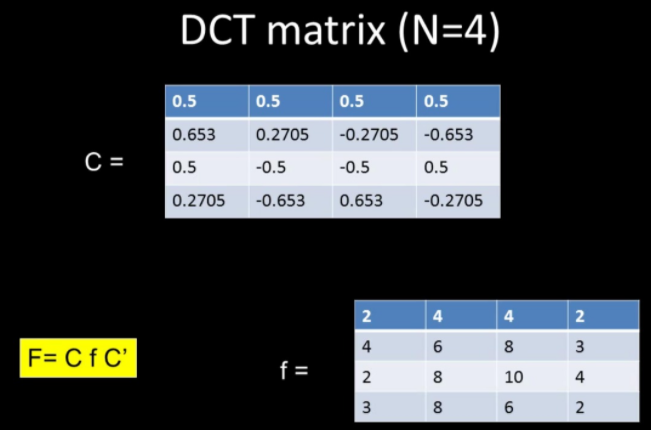 DCT matrix (N=4)
C =
0.5 0.5 0.5 0.5
0.653 0.2705 -0.2705 -0.653
0.5 -0.5 -0.5 0.5
0.2705 -0.653 0.653 -0.2705
F= C f C’
f =
2 4 4 2
4 6 8 3
2 8 10 4
3 8 6 2